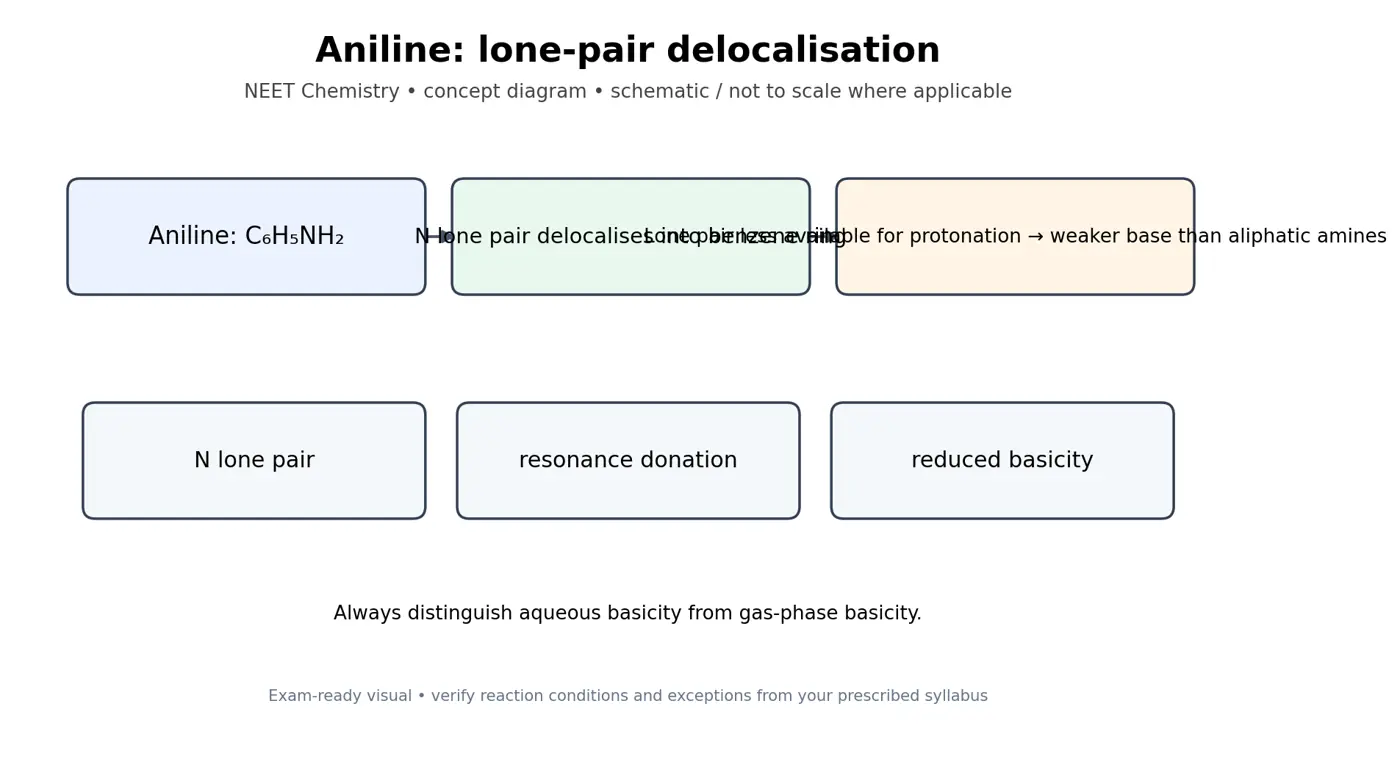 Aniline: lone-pair delocalisation
NEET Chemistry • concept diagram • schematic / not to scale where applicable
Aniline: C₆H₅NH₂
N lone pair delocalises into benzene ring
Lone pair less available for protonation → weaker base than aliphatic amines
N lone pair
resonance donation
reduced basicity
Always distinguish aqueous basicity from gas-phase basicity.
Exam-ready visual • verify reaction conditions and exceptions from your prescribed syllabus